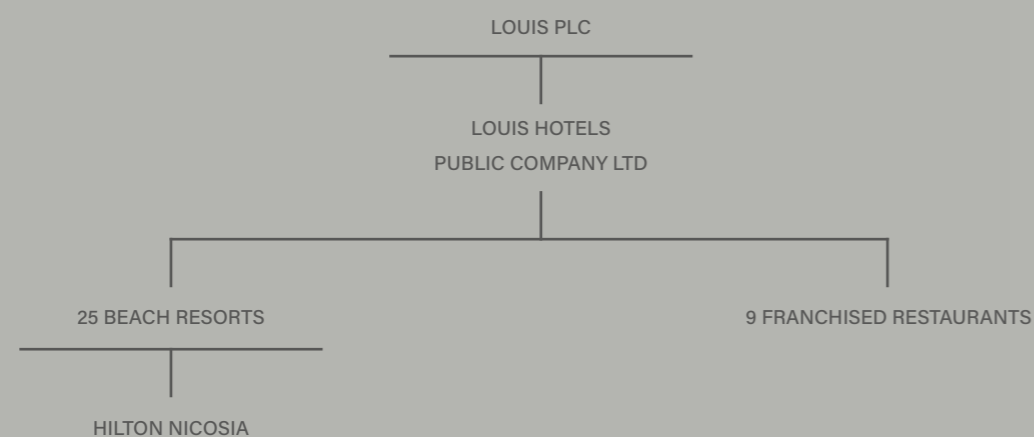 LOUIS PLC
LOUIS HOTELS
PUBLIC COMPANY LTD
25 BEACH RESORTS
9 FRANCHISED RESTAURANTS
HILTON NICOSIA